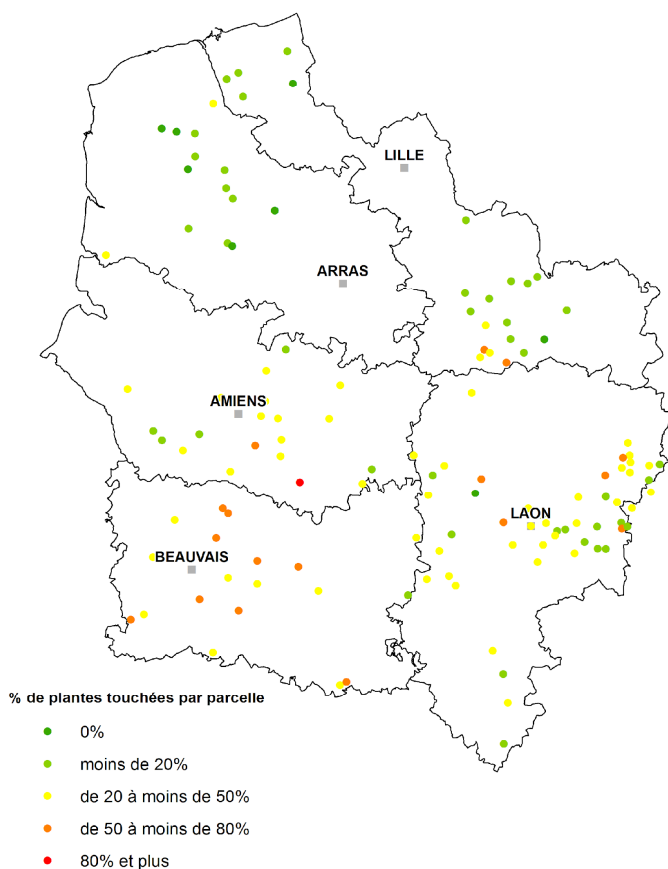 LILLE
ARRAS
AMIENS
LAON
BEAUVAIS
% de plantes touchées par parcelle
0%
moins de 20%
de 20 à moins de 50%
de 50 à moins de 80%
80% et plus